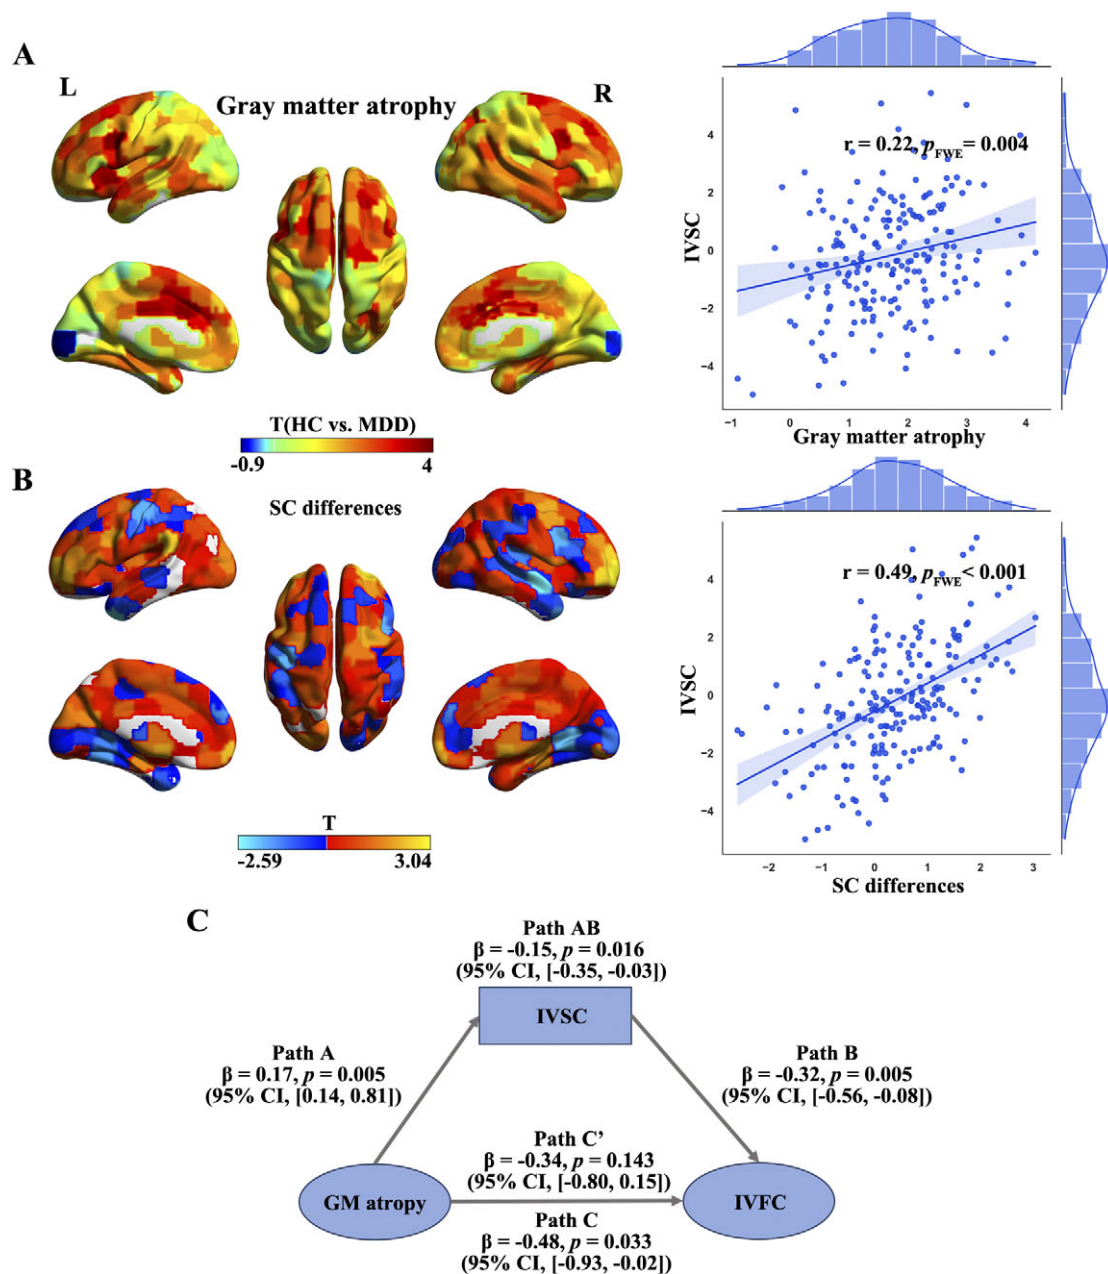 A
L
Gray matter atrophy
R
T(HC vs. MDD)
-0.9
4
r = 0.22, pFWE = 0.004
IVSC
4
2
0
−2
−4
−1
0
1
2
3
4
Gray matter atrophy
B
SC differences
T
-2.59
3.04
r = 0.49, pFWE < 0.001
IVSC
4
2
0
−2
−4
−2
−1
0
1
2
3
SC differences
C
Path AB
β = -0.15, p = 0.016
(95% CI, [-0.35, -0.03])
IVSC
Path A
β = 0.17, p = 0.005
(95% CI, [0.14, 0.81])
Path B
β = -0.32, p = 0.005
(95% CI, [-0.56, -0.08])
Path C’
β = -0.34, p = 0.143
(95% CI, [-0.80, 0.15])
GM atropy
IVFC
Path C
β = -0.48, p = 0.033
(95% CI, [-0.93, -0.02])